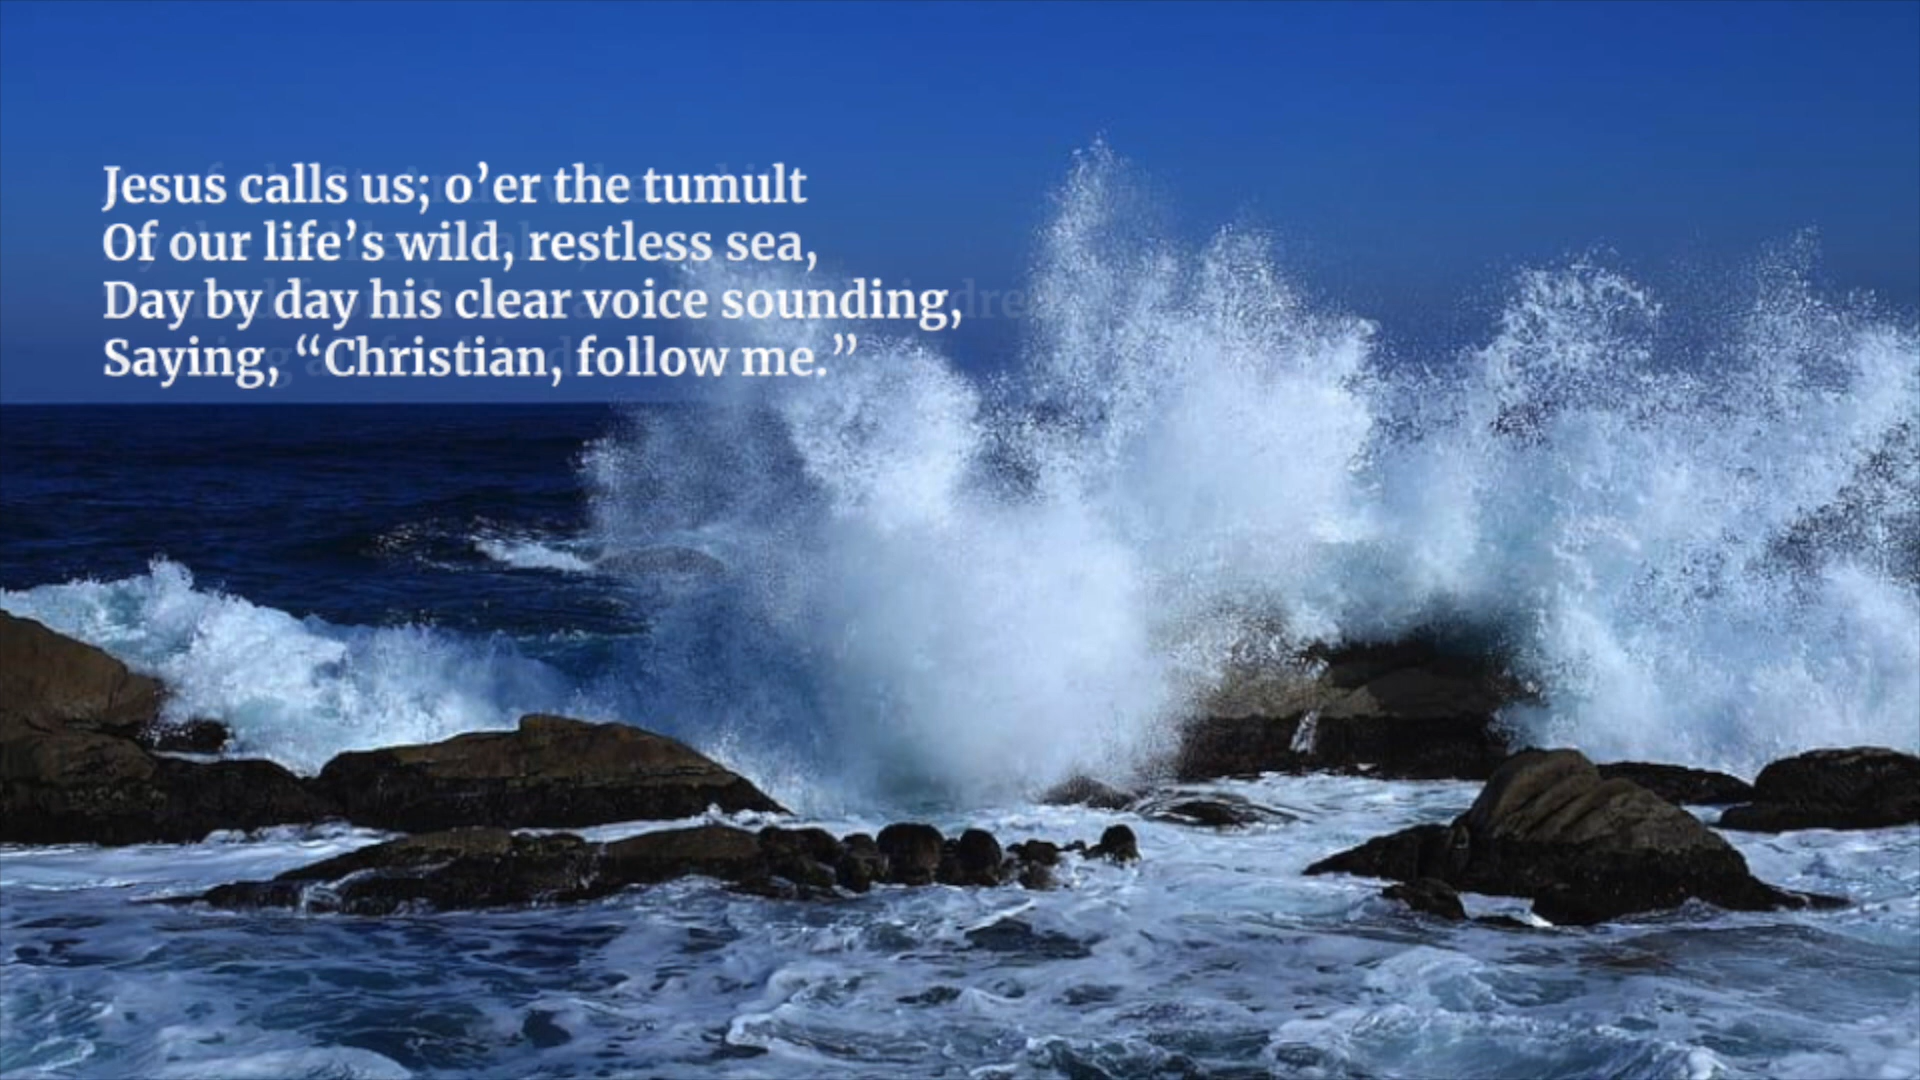 Jesus calls us; o’er the tumult
Of our life’s wild, restless sea,
Day by day his clear voice sounding,
Saying, “Christian, follow me.”